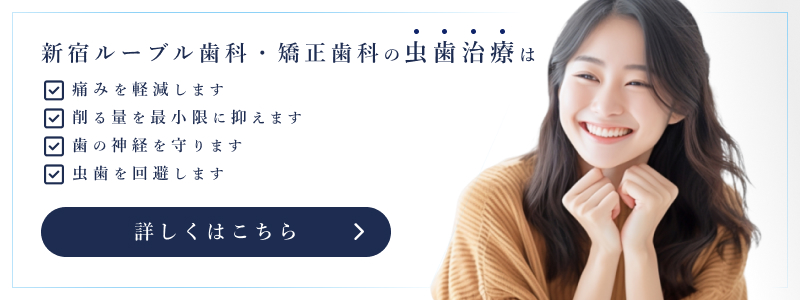 新宿ルーブル歯科・矯正歯科の虫歯治療は
痛みを軽減します
削る量を最小限に抑えます
歯の神経を守ります
虫歯を回避します
詳しくはこちら